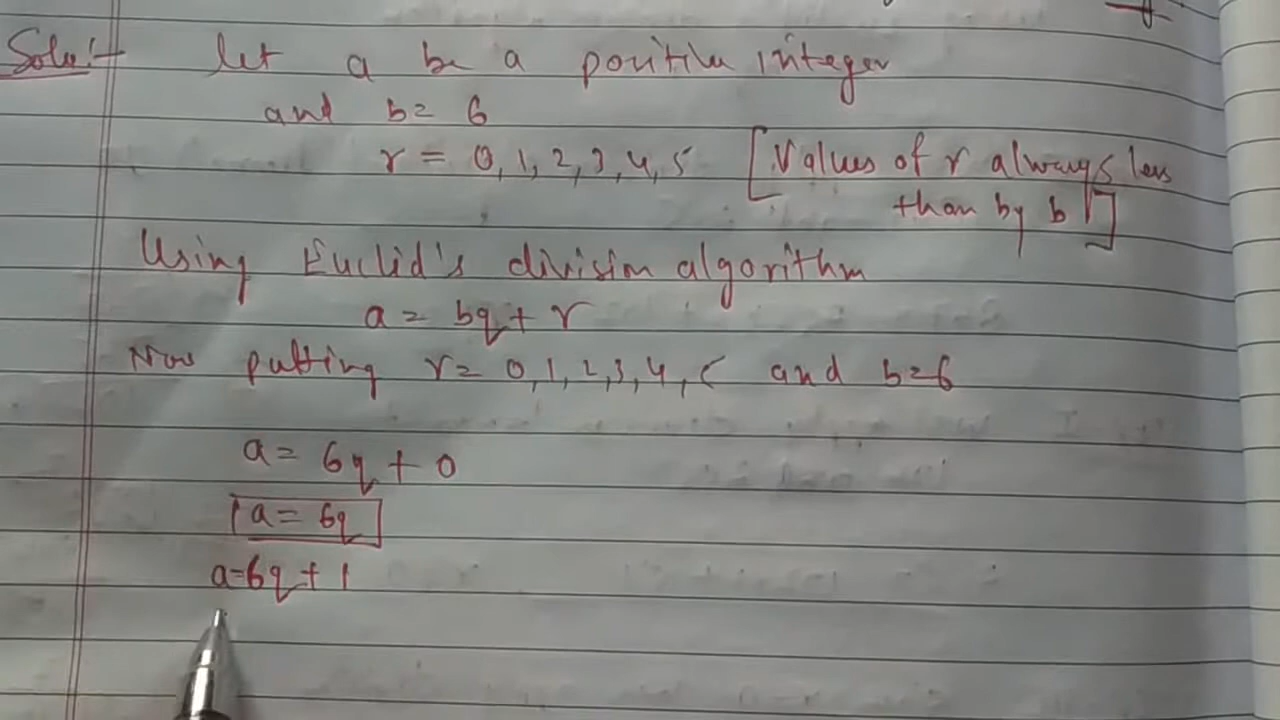 Solu:- let a be a positive integer
and b= 6
r = 0, 1, 2, 3, 4, 5 [Values of r always less
than by b]
Using Euclid's division algorithm
a = bq + r
Now putting r= 0, 1, 2, 3, 4, 5 and b=6
a = 6q + 0
a = 6q
a=6q + 1